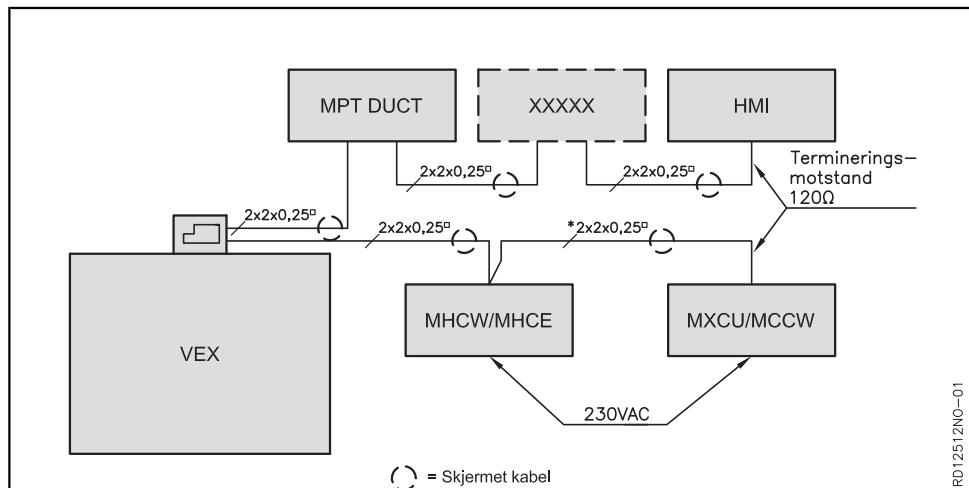 MPT DUCT
XXXXX
HMI
Terminerings–
motstand
120Ω
2x2x0,25□
2x2x0,25□
2x2x0,25□
2x2x0,25□
*2x2x0,25□
MHCW/MHCE
MXCU/MCCW
VEX
230VAC
= Skjermet kabel
RD12512NO–01